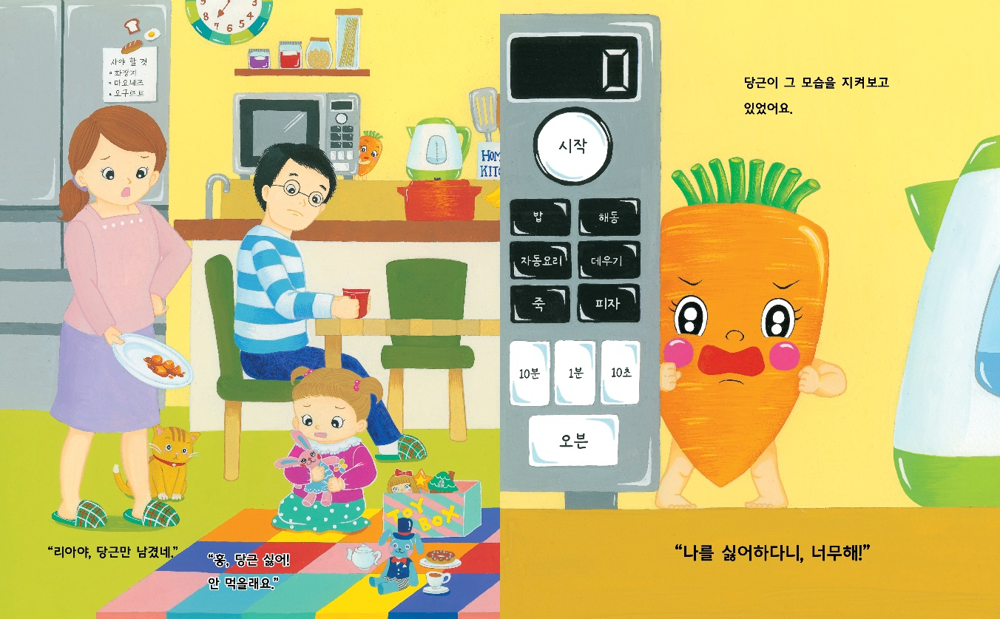 사야 할 것
• 화장지
• 마요네즈
• 요구르트
HOM
KITC
TOY
BOX
“리아야, 당근만 남겼네.”
“흥, 당근 싫어!
안 먹을래요.”
0
시작
밥
해동
자동요리
데우기
죽
피자
10분
1분
10초
오븐
당근이 그 모습을 지켜보고
있었어요.
“나를 싫어하다니, 너무해!”